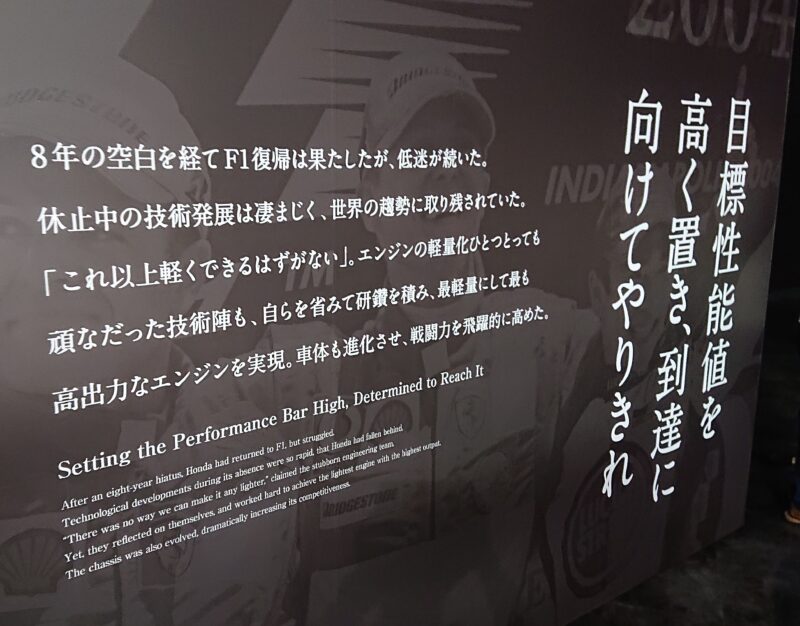 目標性能値を
高く置き、到達に
向けてやりきれ
8年の空白を経てF1復帰は果たしたが、低迷が続いた。
休止中の技術発展は凄まじく、世界の趨勢に取り残されていた。
「これ以上軽くできるはずがない」。エンジンの軽量化ひとつとっても
頑なだった技術陣も、自らを省みて研鑽を積み、最軽量にして最も
高出力なエンジンを実現。車体も進化させ、戦闘力を飛躍的に高めた。
Setting the Performance Bar High, Determined to Reach It
After an eight-year hiatus, Honda had returned to F1, but struggled.
Technological developments during its absence were so rapid, that Honda had fallen behind.
"There was no way we can make it any lighter," claimed the stubborn engineering team.
Yet, they reflected on themselves, and worked hard to achieve the lightest engine with the highest output.
The chassis was also evolved, dramatically increasing its competitiveness.
2004
BRIDGESTONE